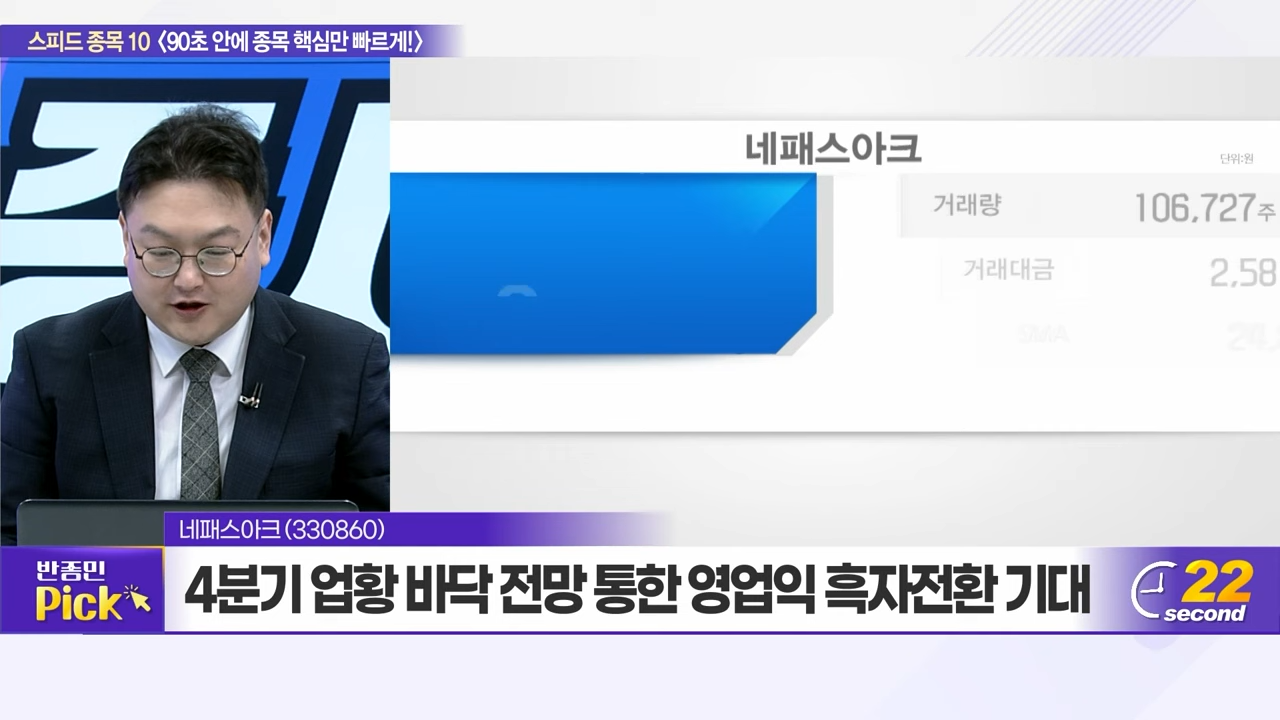 스피드 종목 10 〈90초 안에 종목 핵심만 빠르게!〉
네패스아크
단위:원
거래량 106,727주
거래대금 2,58
네패스아크(330860)
반종민
Pick
4분기 업황 바닥 전망 통한 영업익 흑자전환 기대
22
second